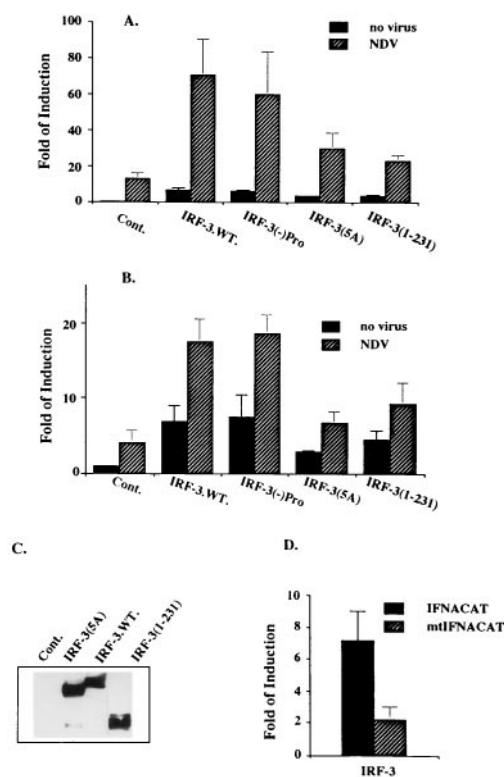 A.
no virus
NDV
Fold of Induction
100
80
60
40
20
0
Cont.
IRF-3.WT.
IRF-3(-)Pro
IRF-3(5A)
IRF-3(1-231)
B.
no virus
NDV
Fold of Induction
20
10
0
Cont.
IRF-3.WT.
IRF-3(-)Pro
IRF-3(5A)
IRF-3(1-231)
C.
Cont.
IRF-3(5A)
IRF-3.WT.
IRF-3(1-231)
D.
IFNACAT
mtIFNACAT
Fold of Induction
10
8
6
4
2
0
IRF-3